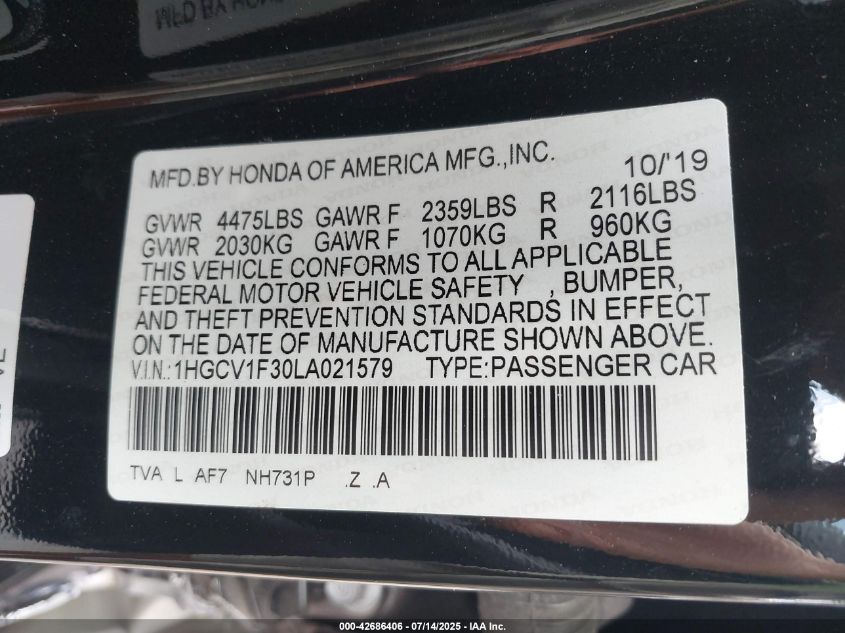 MFD.BY HONDA OF AMERICA MFG.,INC. 10/'19
GVWR 4475LBS GAWR F 2359LBS R 2116LBS
GVWR 2030KG GAWR F 1070KG R 960KG
THIS VEHICLE CONFORMS TO ALL APPLICABLE
FEDERAL MOTOR VEHICLE SAFETY , BUMPER,
AND THEFT PREVENTION STANDARDS IN EFFECT
ON THE DATE OF MANUFACTURE SHOWN ABOVE.
V.I.N.:1HGCV1F30LA021579 TYPE:PASSENGER CAR
TVA L AF7 NH731P .Z .A
000-42686406 - 07/14/2025 - IAA Inc.